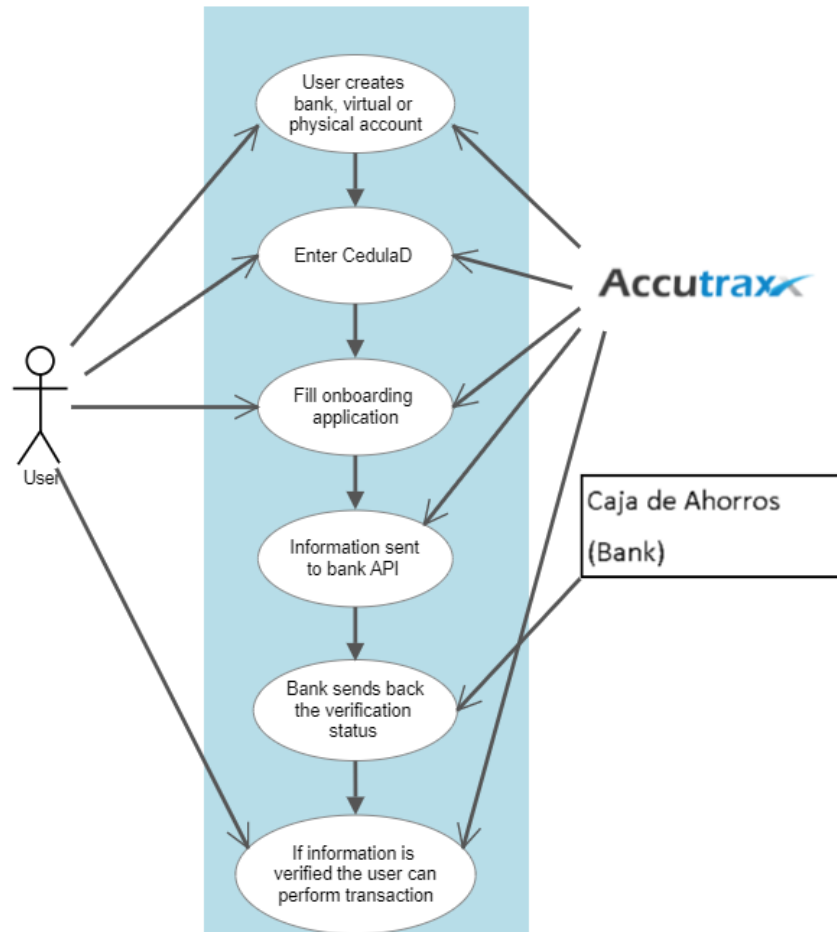 User creates
bank, virtual or
physical account
Enter CedulaD
Accutraxx
Fill onboarding
application
User
Caja de Ahorros
(Bank)
Information sent
to bank API
Bank sends back
the verification
status
If information is
verified the user can
perform transaction